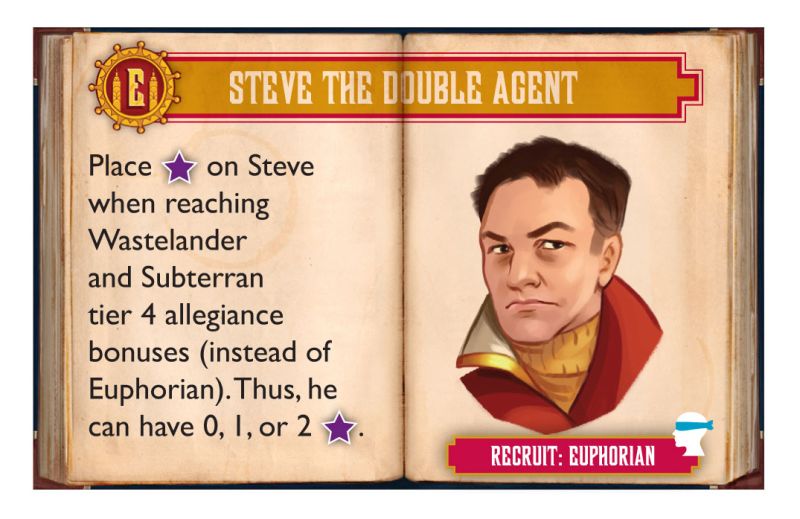 E
STEVE THE DOUBLE AGENT
Place on Steve
when reaching
Wastelander
and Subterran
tier 4 allegiance
bonuses (instead of
Euphorian). Thus, he
can have 0, 1, or 2 .
RECRUIT: EUPHORIAN